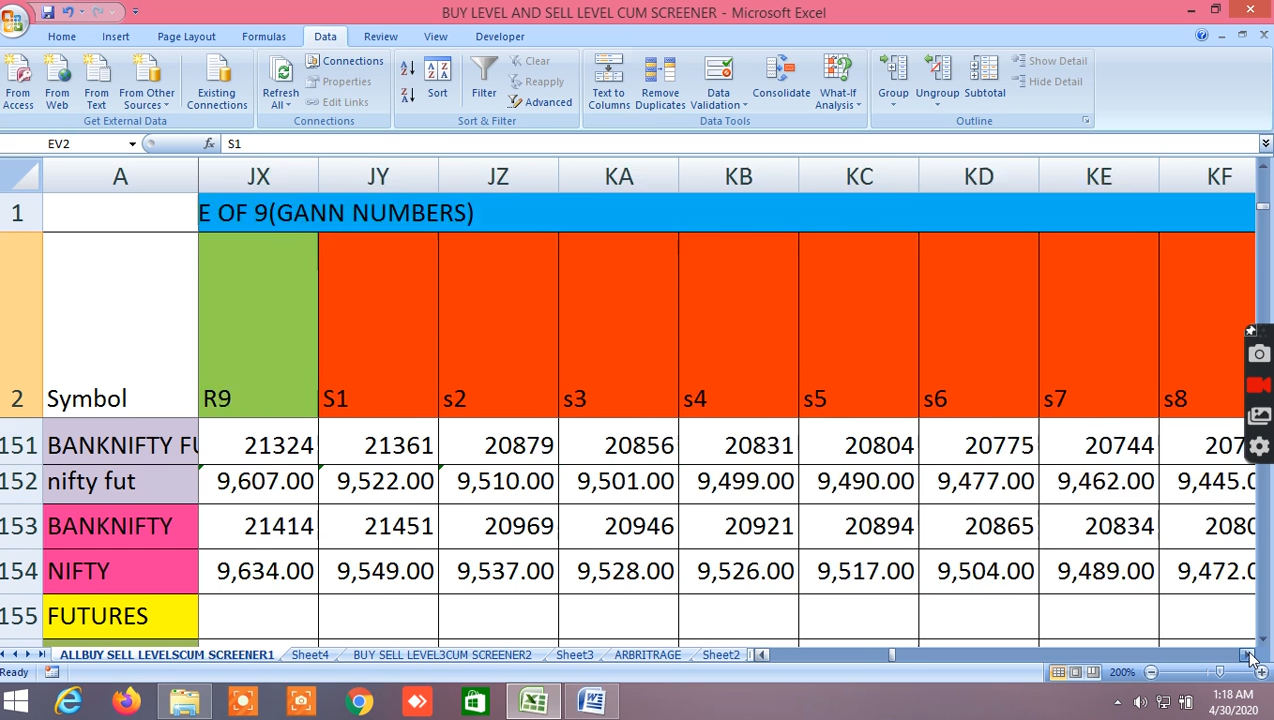 BUY LEVEL AND SELL LEVEL CUM SCREENER - Microsoft Excel
Home Insert Page Layout Formulas Data Review View Developer
From Access
From Web
From Text
From Other Sources
Existing Connections
Get External Data
Refresh All
Connections
Properties
Edit Links
Connections
Sort
Filter
Clear
Reapply
Advanced
Sort & Filter
Text to Columns
Remove Duplicates
Data Validation
Consolidate
What-If Analysis
Data Tools
Group
Ungroup
Subtotal
Show Detail
Hide Detail
Outline
EV2 fx S1
A JX JY JZ KA KB KC KD KE KF
1 E OF 9(GANN NUMBERS)
2 Symbol R9 S1 s2 s3 s4 s5 s6 s7 s8
151 BANKNIFTY FU 21324 21361 20879 20856 20831 20804 20775 20744 207
152 nifty fut 9,607.00 9,522.00 9,510.00 9,501.00 9,499.00 9,490.00 9,477.00 9,462.00 9,445.0
153 BANKNIFTY 21414 21451 20969 20946 20921 20894 20865 20834 2080
154 NIFTY 9,634.00 9,549.00 9,537.00 9,528.00 9,526.00 9,517.00 9,504.00 9,489.00 9,472.0
155 FUTURES
ALLBUY SELL LEVELSCUM SCREENER1 Sheet4 BUY SELL LEVEL3CUM SCREENER2 Sheet3 ARBRITRAGE Sheet2
Ready 200%
1:18 AM
4/30/2020